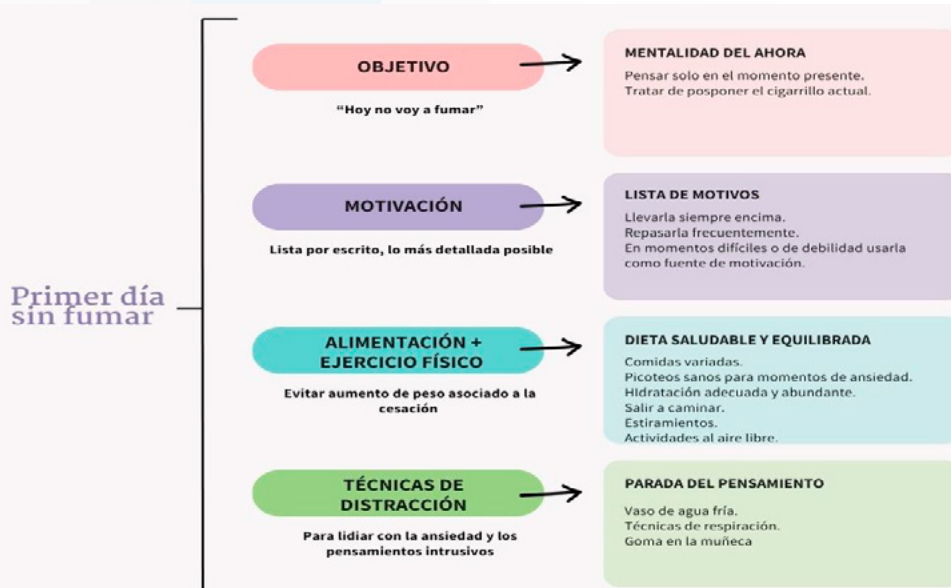 Primer día
sin fumar
OBJETIVO
“Hoy no voy a fumar”
MENTALIDAD DEL AHORA
Pensar solo en el momento presente.
Tratar de posponer el cigarrillo actual.
MOTIVACIÓN
Lista por escrito, lo más detallada posible
LISTA DE MOTIVOS
Llevarla siempre encima.
Repasarla frecuentemente.
En momentos difíciles o de debilidad usarla
como fuente de motivación.
ALIMENTACIÓN +
EJERCICIO FÍSICO
Evitar aumento de peso asociado a la
cesación
DIETA SALUDABLE Y EQUILIBRADA
Comidas variadas.
Picoteos sanos para momentos de ansiedad.
HIdratación adecuada y abundante.
Salir a caminar.
Estiramientos.
Actividades al aire libre.
TÉCNICAS DE
DISTRACCIÓN
Para lidiar con la ansiedad y los
pensamientos intrusivos
PARADA DEL PENSAMIENTO
Vaso de agua fría.
Técnicas de respiración.
Goma en la muñeca